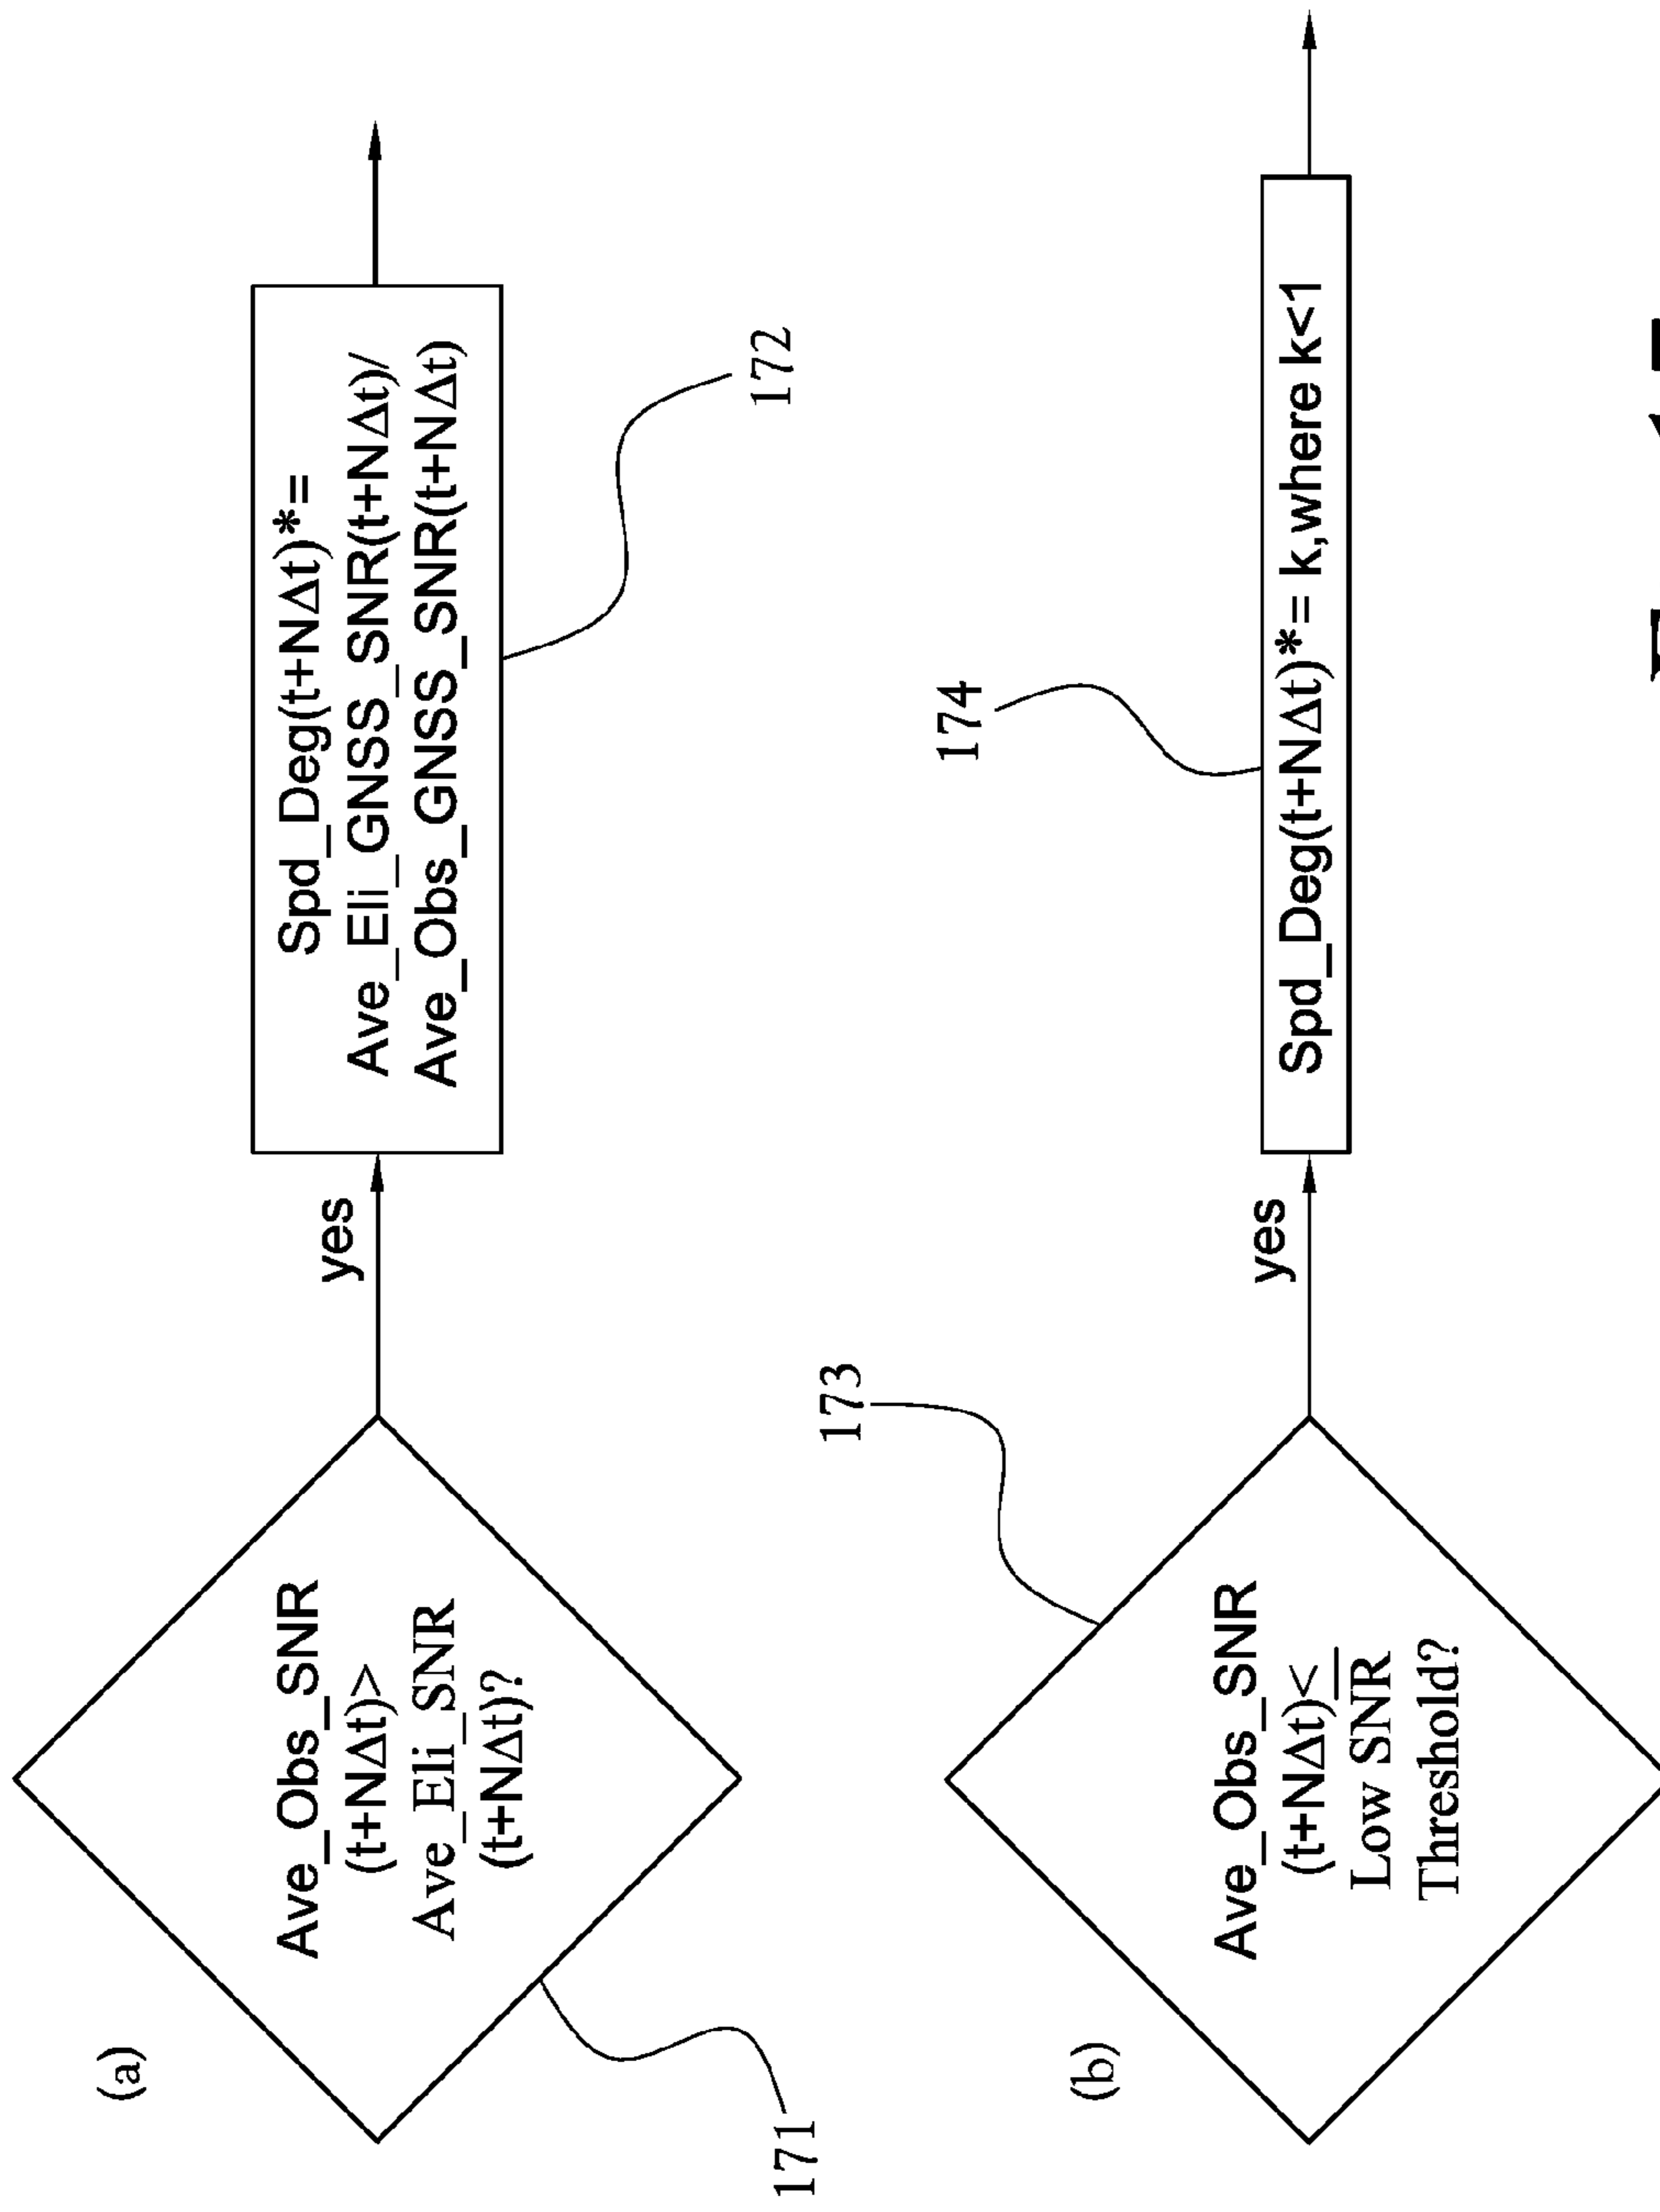 (a)
Ave_Obs_SNR
(t+NΔt)>
Ave_Eli_SNR
(t+NΔt)?
171
yes
Spd_Deg(t+NΔt)*=
Ave_Eli_GNSS_SNR(t+NΔt)/
Ave_Obs_GNSS_SNR(t+NΔt)
172
(b)
Ave_Obs_SNR
(t+NΔt)≤
Low SNR
Threshold?
173
yes
Spd_Deg(t+NΔt)*= k,where k<1
174